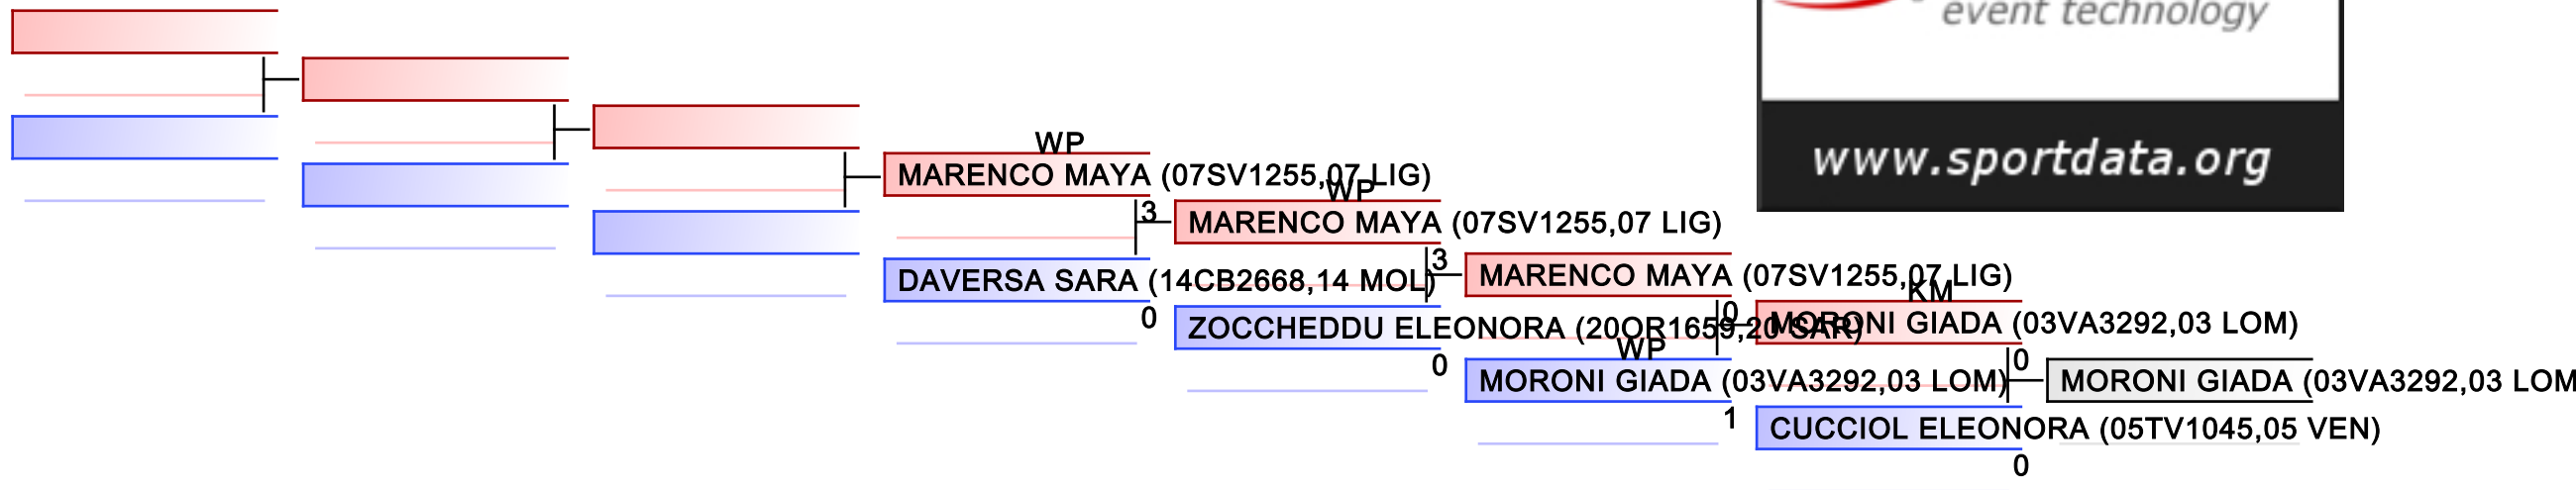 event technology
www.sportdata.org
WP
MARENCO MAYA (07SV1255,07 LIG)
WP
3
MARENCO MAYA (07SV1255,07 LIG)
3
DAVERSA SARA (14CB2668,14 MOL)
MARENCO MAYA (07SV1255,07 LIG)
KM
0
0
ZOCCHEDDU ELEONORA (20OR1659,20 SAR)
MORONI GIADA (03VA3292,03 LOM)
WP
0
0
MORONI GIADA (03VA3292,03 LOM)
MORONI GIADA (03VA3292,03 LOM
1
CUCCIOL ELEONORA (05TV1045,05 VEN)
0